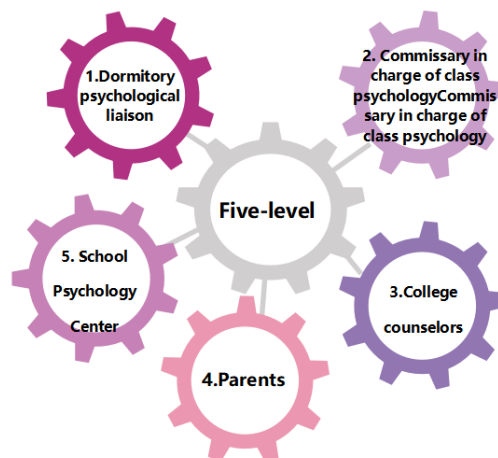 1.Dormitory
psychological
liaison
2. Commissary in
charge of class
psychologyCommis
sary in charge of
class psychology
Five-level
5. School
Psychology
Center
3.College
counselors
4.Parents